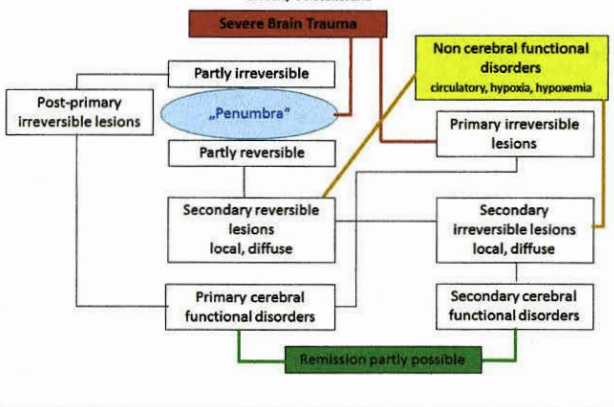 Severe Brain Trauma
Non cerebral functional
disorders
circulatory, hypoxia, hypoxemia
Partly irreversible
Post-primary
irreversible lesions
„Penumbra“
Primary irreversible
lesions
Partly reversible
Secondary reversible
lesions
local, diffuse
Secondary
irreversible lesions
local, diffuse
Primary cerebral
functional disorders
Secondary cerebral
functional disorders
Remission partly possible